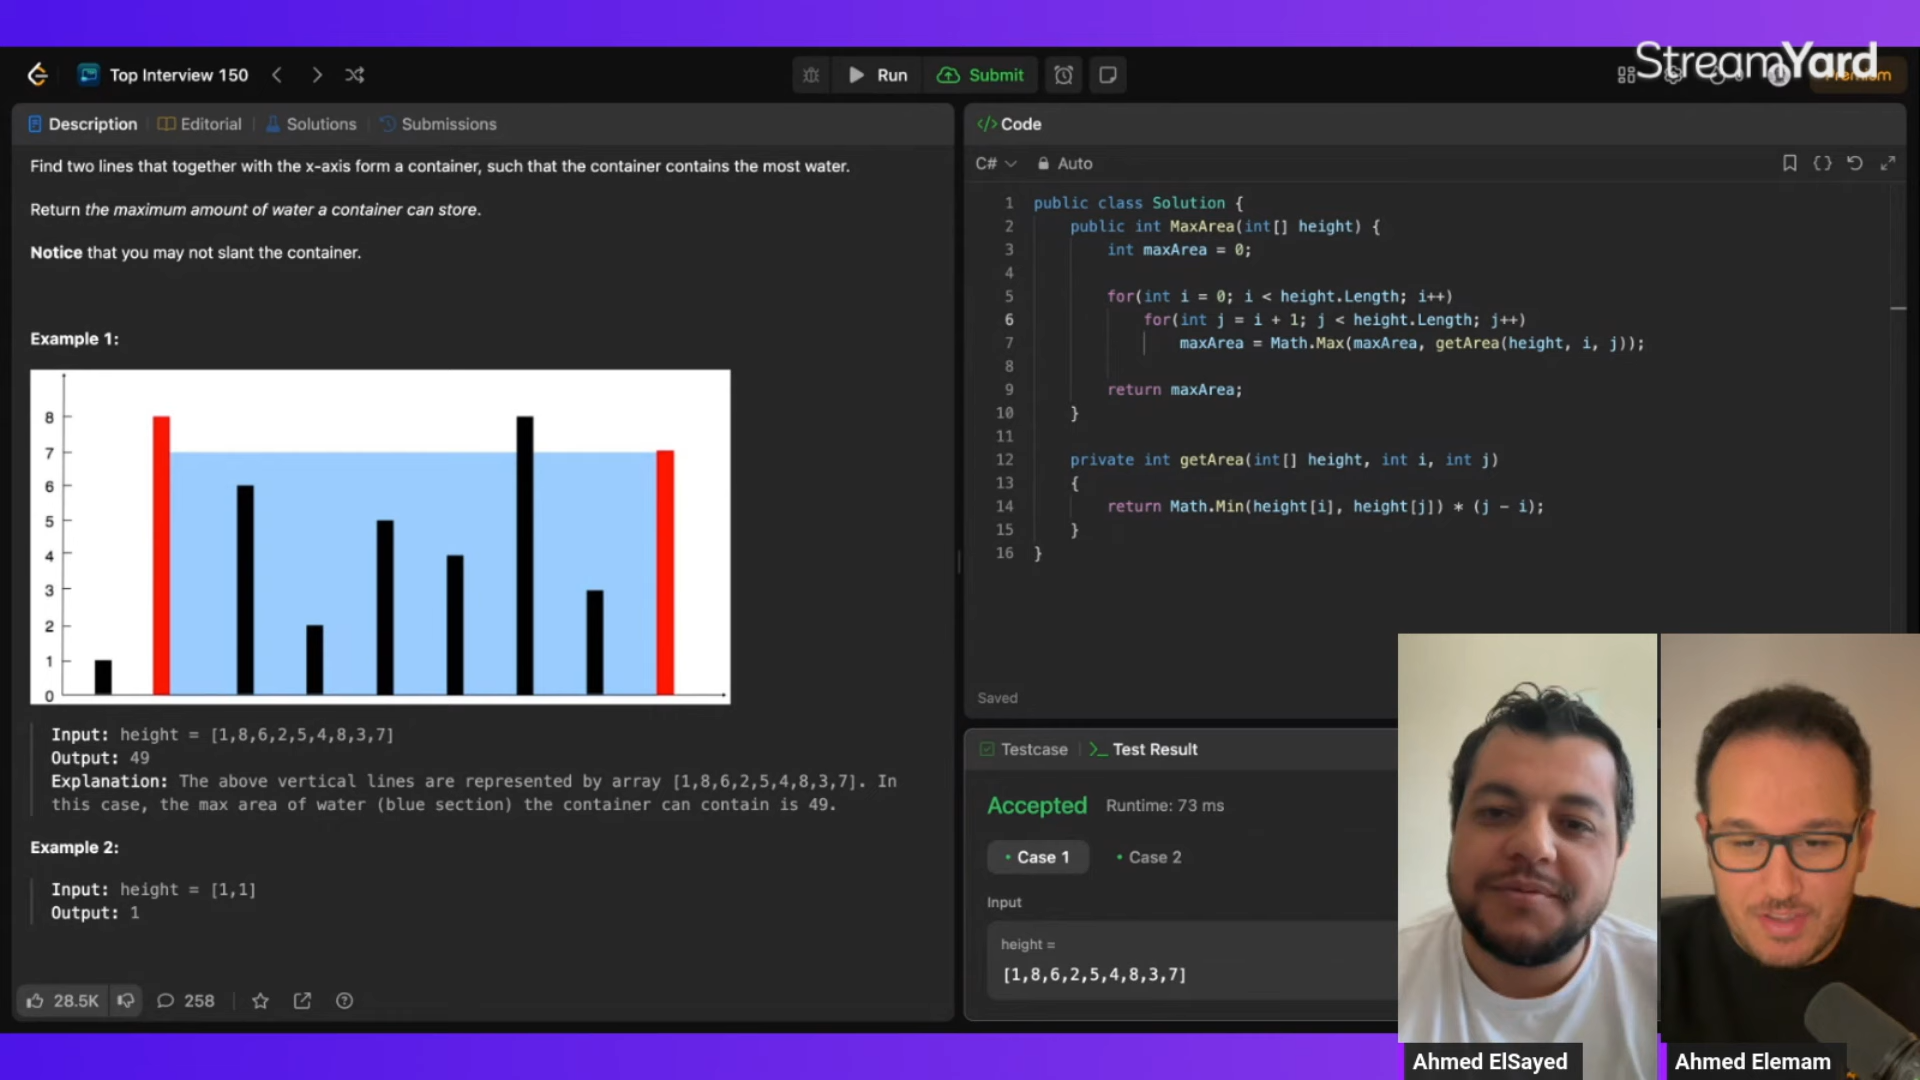 StreamYard
Top Interview 150
Run
Submit
Description
Editorial
Solutions
Submissions
Find two lines that together with the x-axis form a container, such that the container contains the most water.
Return the maximum amount of water a container can store.
Notice that you may not slant the container.
Example 1:
8
7
6
5
4
3
2
1
0
Input: height = [1,8,6,2,5,4,8,3,7]
Output: 49
Explanation: The above vertical lines are represented by array [1,8,6,2,5,4,8,3,7]. In
this case, the max area of water (blue section) the container can contain is 49.
Example 2:
Input: height = [1,1]
Output: 1
28.5K
258
</> Code
C#
Auto
1 public class Solution {
2 public int MaxArea(int[] height) {
3 int maxArea = 0;
4
5 for(int i = 0; i < height.Length; i++)
6 for(int j = i + 1; j < height.Length; j++)
7 maxArea = Math.Max(maxArea, getArea(height, i, j));
8
9 return maxArea;
10 }
11
12 private int getArea(int[] height, int i, int j)
13 {
14 return Math.Min(height[i], height[j]) * (j - i);
15 }
16 }
Saved
Testcase
>_ Test Result
Accepted
Runtime: 73 ms
Case 1
Case 2
Input
height =
[1,8,6,2,5,4,8,3,7]
Ahmed ElSayed
Ahmed Elemam